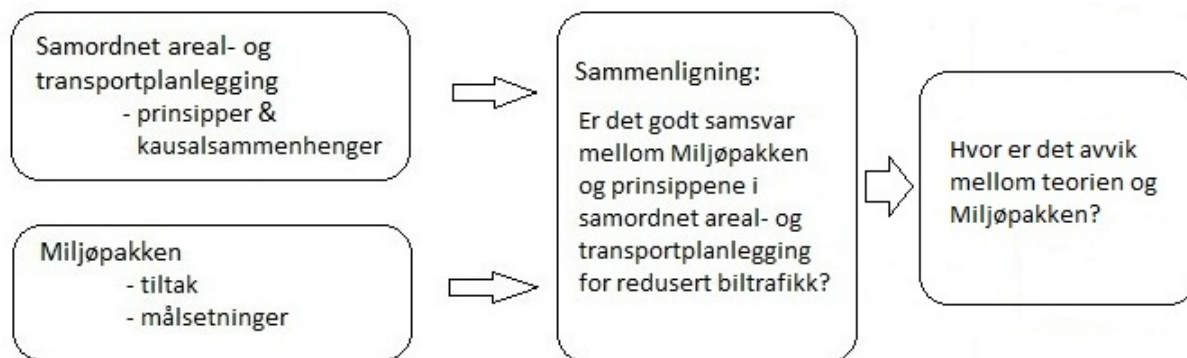 Samordnet areal- og
transportplanlegging
- prinsipper &
kausalsammenhenger
Miljøpakken
- tiltak
- målsetninger
Sammenligning:
Er det godt samsvar
mellom Miljøpakken
og prinsippene i
samordnet areal- og
transportplanlegging
for redusert biltrafikk?
Hvor er det avvik
mellom teorien og
Miljøpakken?